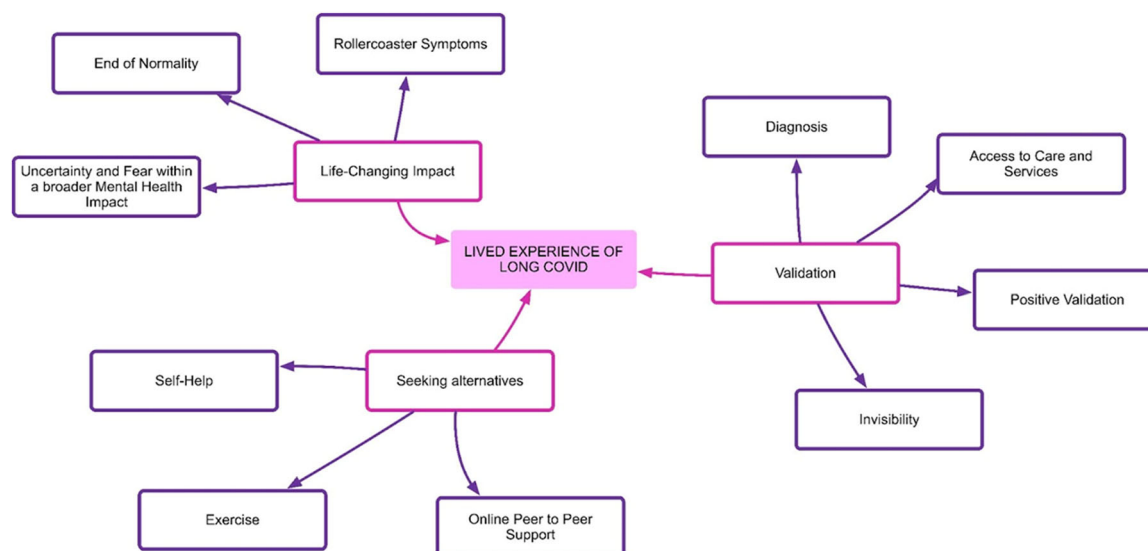 Rollercoaster Symptoms
End of Normality
Diagnosis
Access to Care and
Services
Uncertainty and Fear within
a broader Mental Health
Impact
Life-Changing Impact
LIVED EXPERIENCE OF
LONG COVID
Validation
Positive Validation
Self-Help
Seeking alternatives
Invisibility
Exercise
Online Peer to Peer
Support